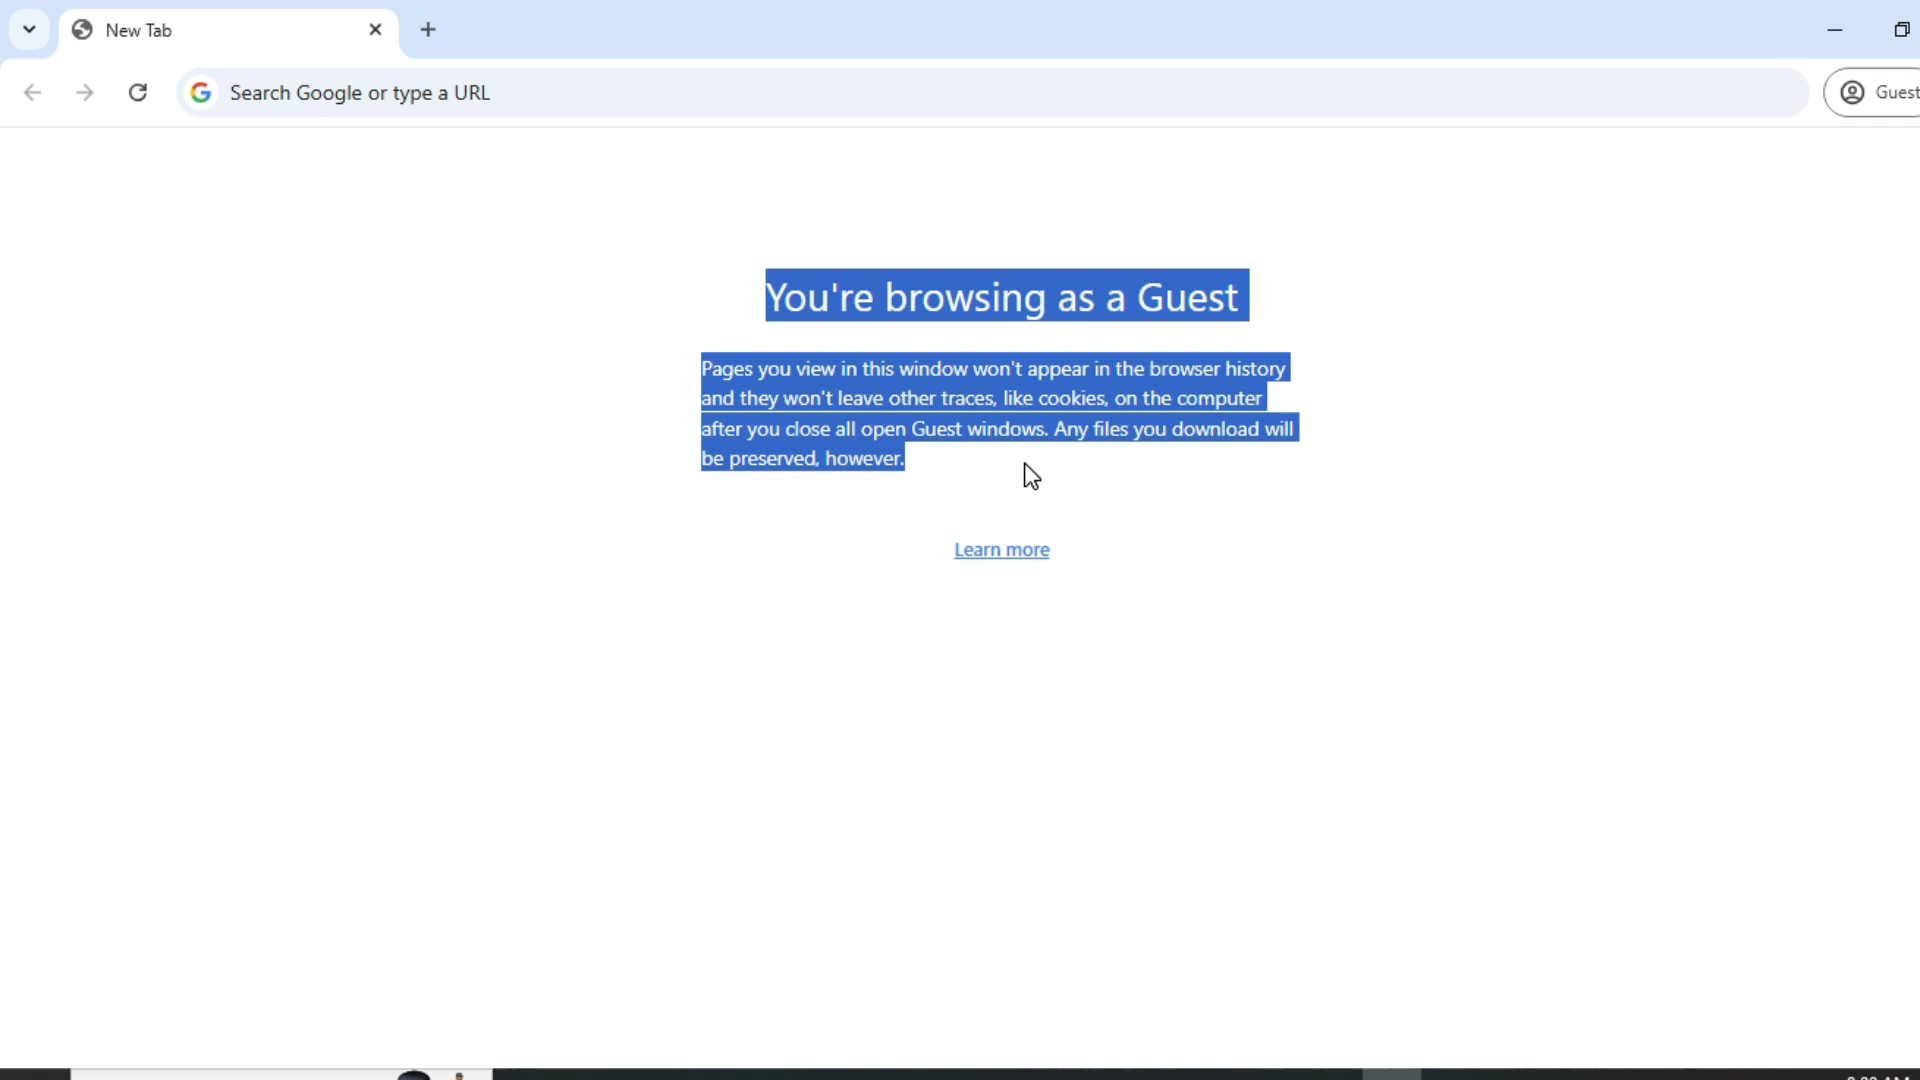 New Tab
Search Google or type a URL
Guest
You're browsing as a Guest
Pages you view in this window won't appear in the browser history
and they won't leave other traces, like cookies, on the computer
after you close all open Guest windows. Any files you download will
be preserved, however.
Learn more